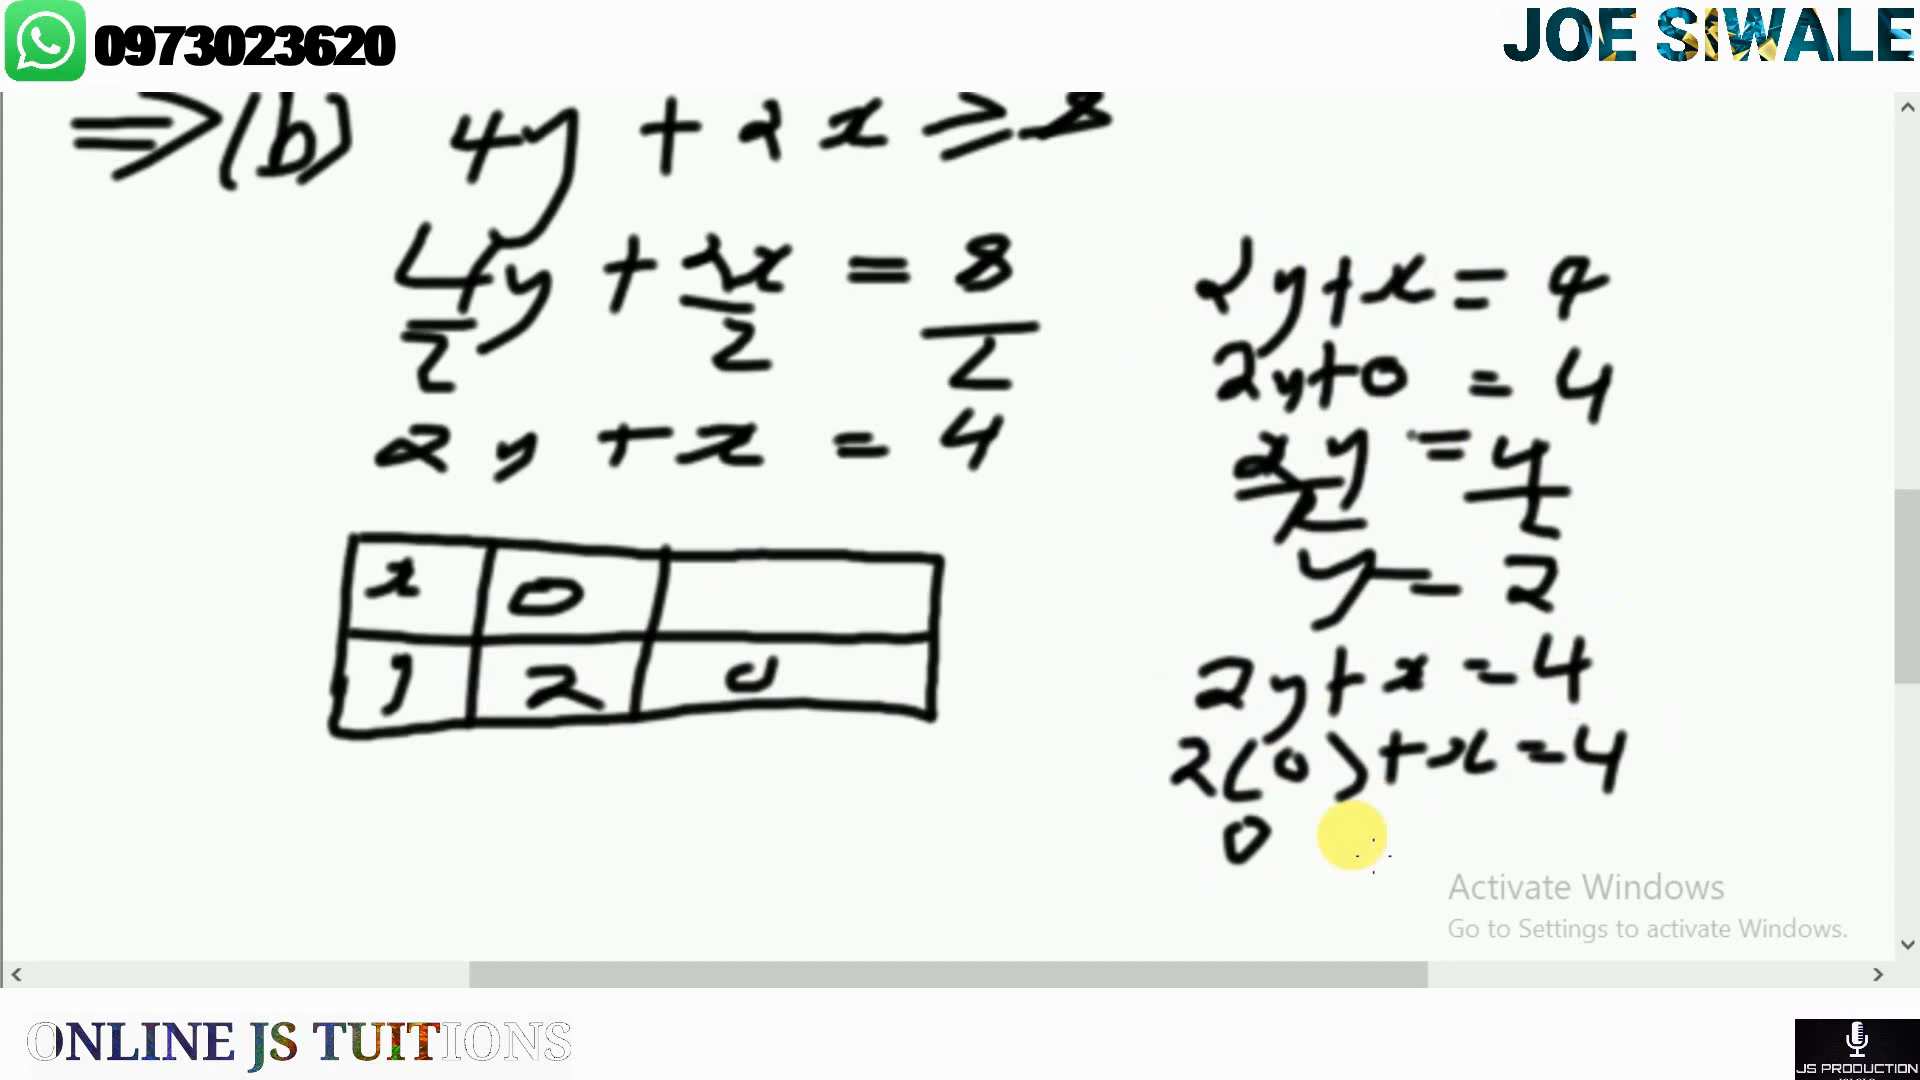 0973023620
JOE SIWALE
⇒ (b) 4y + 2x ≥ 8
4y/2 + 2x/2 = 8/2
2y + x = 4
x 0
y 2 0
2y + x = 4
2y + 0 = 4
2y/2 = 4/2
y = 2
2y + x = 4
2(0) + x = 4
0
Activate Windows
Go to Settings to activate Windows.
ONLINE JS TUITIONS
JS PRODUCTION